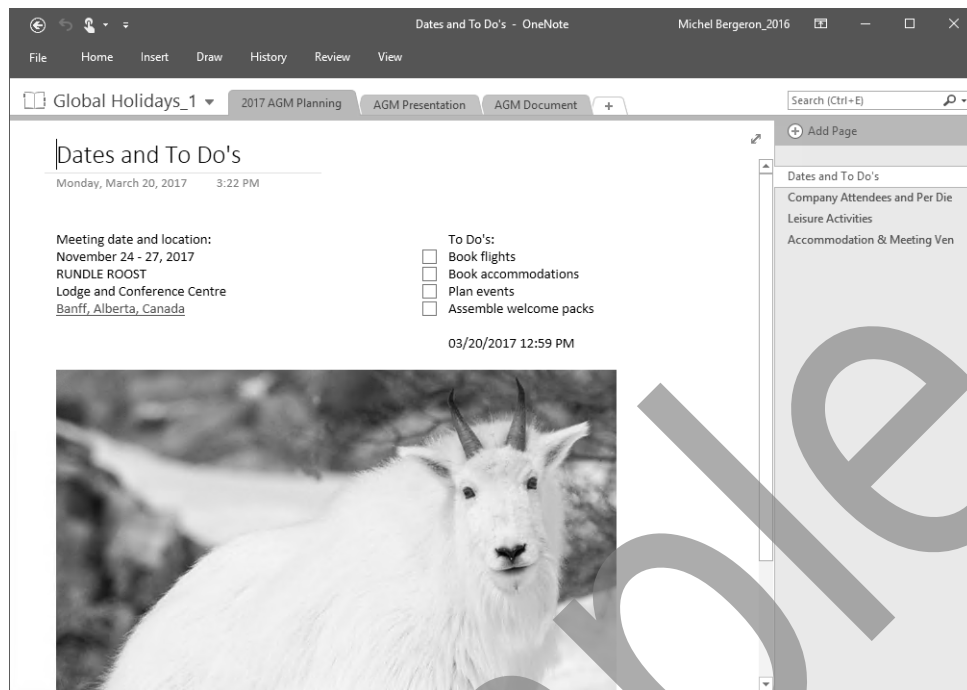 Dates and To Do's - OneNote
Michel Bergeron_2016
File Home Insert Draw History Review View
Global Holidays_1
2017 AGM Planning
AGM Presentation
AGM Document
+
Search (Ctrl+E)
Add Page
Dates and To Do's
Company Attendees and Per Die
Leisure Activities
Accommodation & Meeting Ven
Dates and To Do's
Monday, March 20, 2017 3:22 PM
Meeting date and location:
November 24 - 27, 2017
RUNDLE ROOST
Lodge and Conference Centre
Banff, Alberta, Canada
To Do's:
Book flights
Book accommodations
Plan events
Assemble welcome packs
03/20/2017 12:59 PM
ple